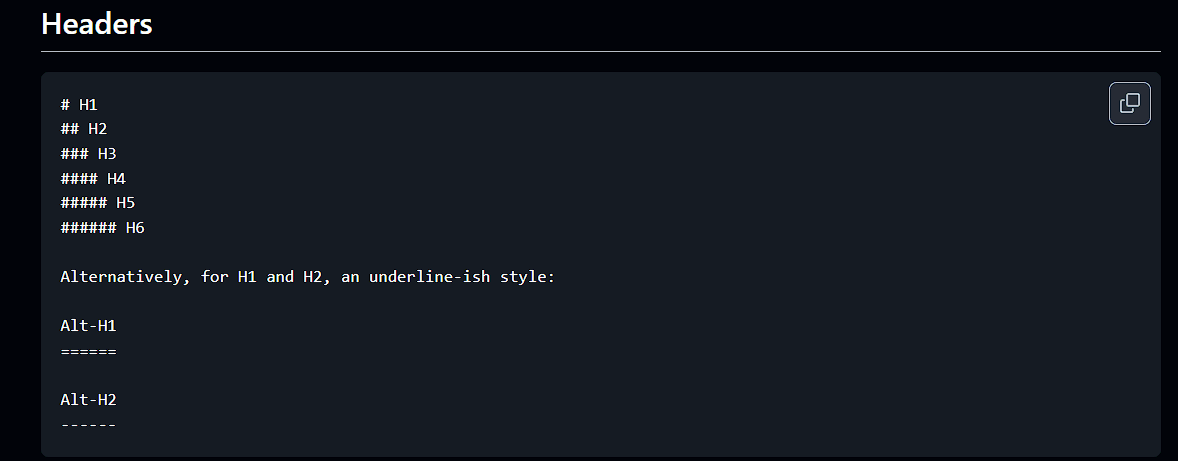 Headers
# H1
## H2
### H3
#### H4
##### H5
###### H6
Alternatively, for H1 and H2, an underline-ish style:
Alt-H1
======
Alt-H2
------